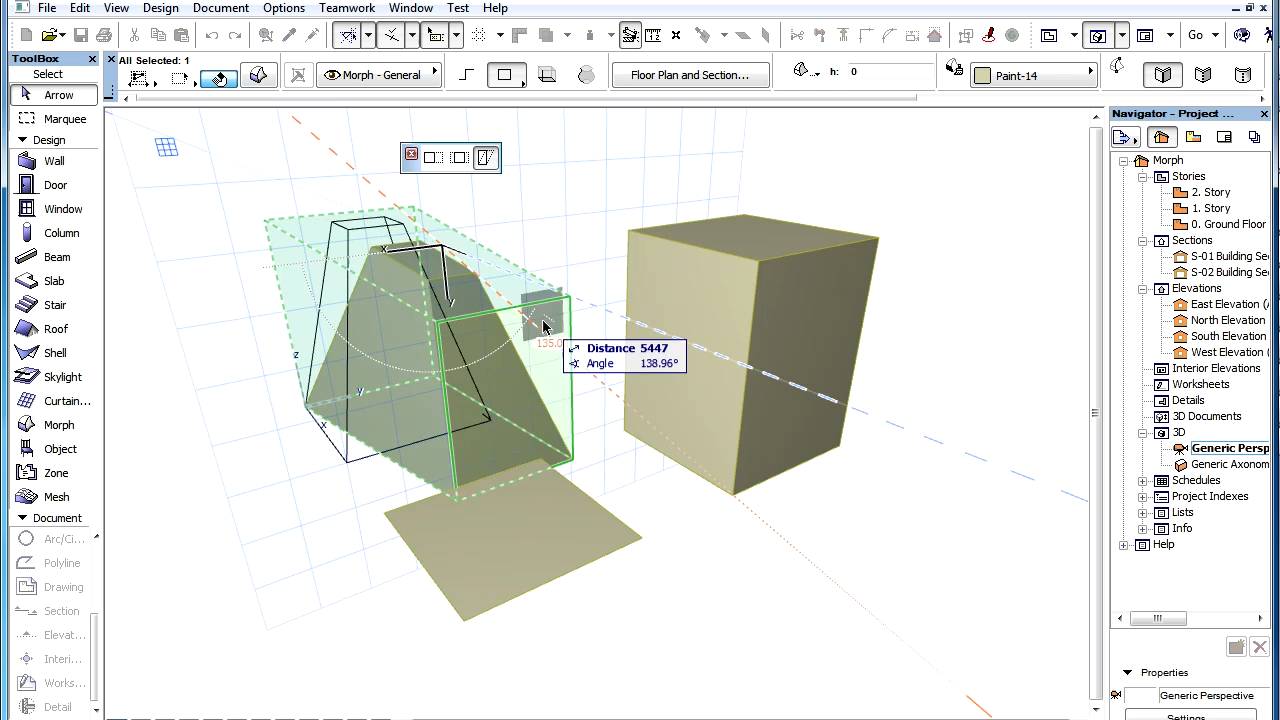 File Edit View Design Document Options Teamwork Window Test Help
Go
ToolBox
Select
Arrow
Marquee
Design
Wall
Door
Window
Column
Beam
Slab
Stair
Roof
Shell
Skylight
Curtain...
Morph
Object
Zone
Mesh
Document
Arc/Ci...
Polyline
Drawing
Section
Elevat...
Interi...
Works...
Detail
All Selected: 1
Morph - General
Floor Plan and Section...
h: 0
Paint-14
x
z
y
x
135.0
Distance 5447
Angle 138.96°
Navigator - Project ...
Morph
Stories
2. Story
1. Story
0. Ground Floor
Sections
S-01 Building Se
S-02 Building Se
Elevations
East Elevation (A
North Elevation
South Elevation
West Elevation (
Interior Elevations
Worksheets
Details
3D Documents
3D
Generic Persp
Generic Axonom
Schedules
Project Indexes
Lists
Info
Help
Properties
Generic Perspective
Settings